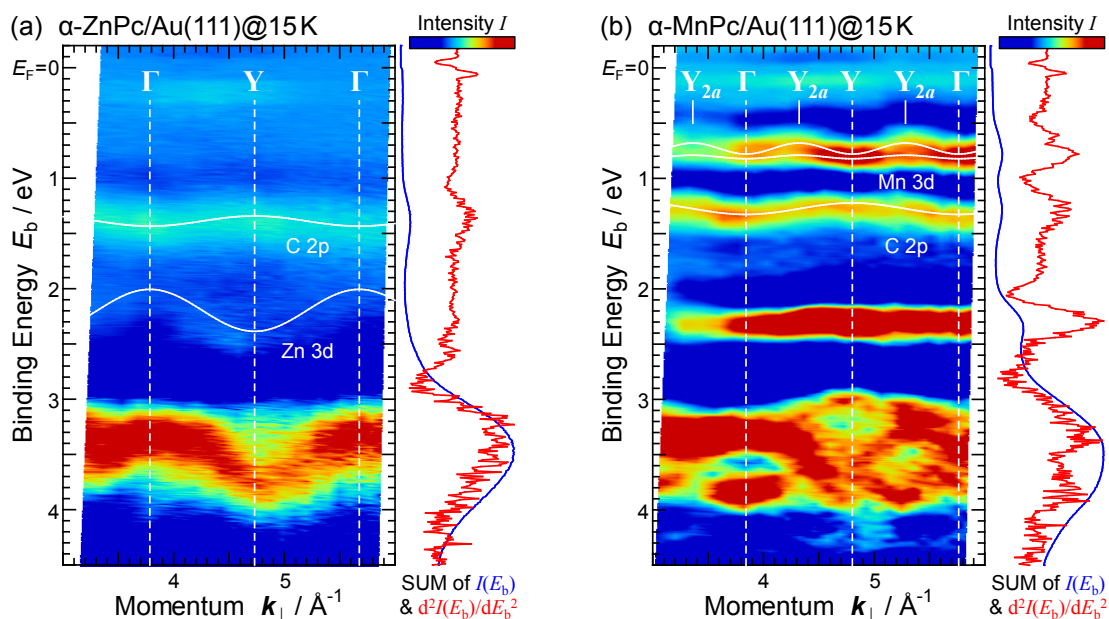 (a) α-ZnPc/Au(111)@15K
Intensity I
E_F=0
Γ Y Γ
1
C 2p
2
Zn 3d
3
4
Binding Energy E_b / eV
4 5
Momentum k_⊥ / Å⁻¹
SUM of I(E_b)
& d²I(E_b)/dE_b²
(b) α-MnPc/Au(111)@15K
Intensity I
E_F=0
Y_2a Γ Y_2a Y Y_2a Γ
1
Mn 3d
C 2p
2
3
4
Binding Energy E_b / eV
4 5
Momentum k_⊥ / Å⁻¹
SUM of I(E_b)
& d²I(E_b)/dE_b²